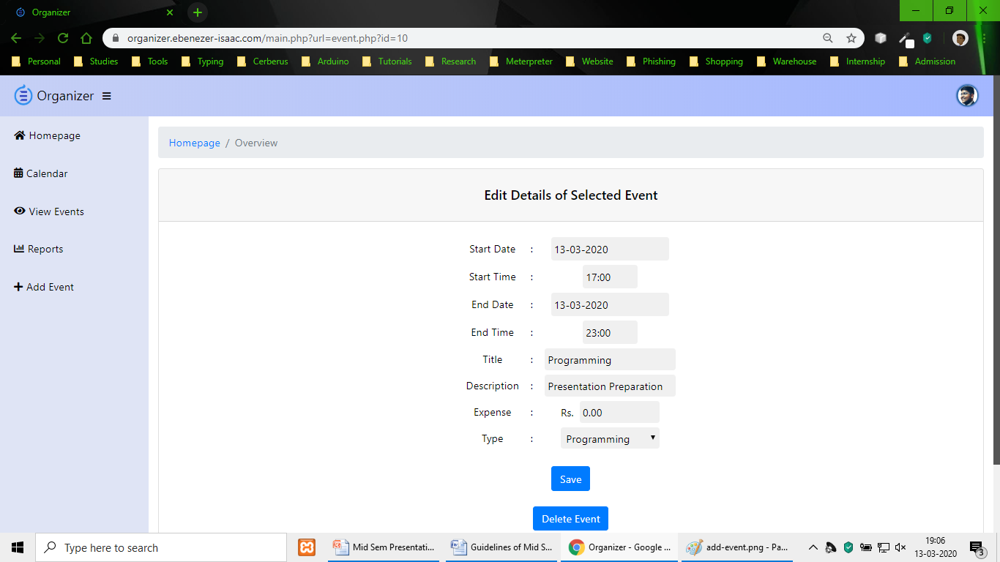 Organizer
organizer.ebenezer-isaac.com/main.php?url=event.php?id=10
Personal Studies Tools Typing Cerberus Arduino Tutorials Research Meterpreter Website Phishing Shopping Warehouse Internship Admission
Organizer
Homepage
Calendar
View Events
Reports
Add Event
Homepage / Overview
Edit Details of Selected Event
Start Date : 13-03-2020
Start Time : 17:00
End Date : 13-03-2020
End Time : 23:00
Title : Programming
Description : Presentation Preparation
Expense : Rs. 0.00
Type : Programming
Save
Delete Event
Type here to search
Mid Sem Presentati...
Guidelines of Mid S...
Organizer - Google ...
add-event.png - Pa...
19:06
13-03-2020
3